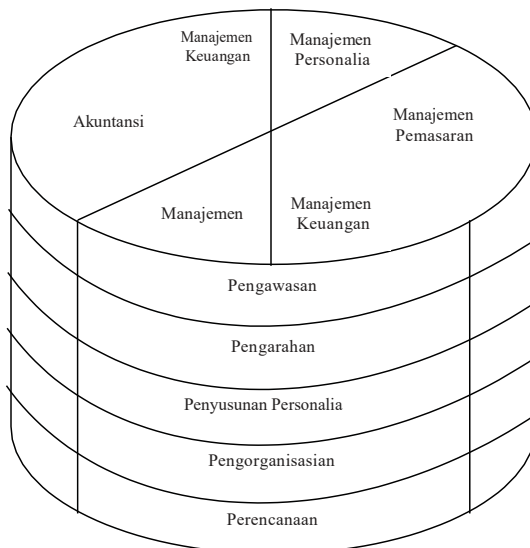 Manajemen
Keuangan
Manajemen
Personalia
Akuntansi
Manajemen
Pemasaran
Manajemen
Manajemen
Keuangan
Pengawasan
Pengarahan
Penyusunan Personalia
Pengorganisasian
Perencanaan